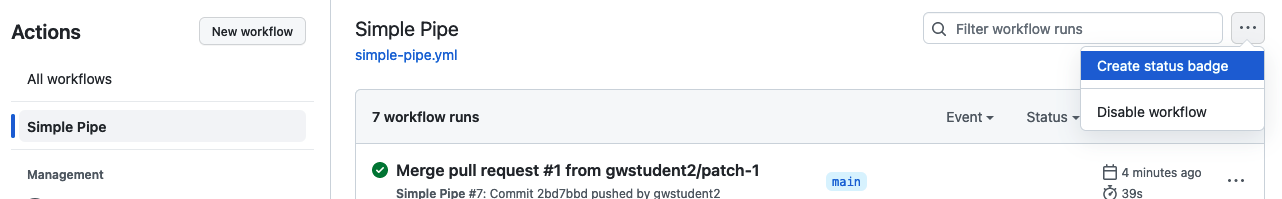 Actions
New workflow
All workflows
Simple Pipe
Management
Simple Pipe
simple-pipe.yml
Filter workflow runs
Create status badge
Disable workflow
7 workflow runs
Event
Status
Merge pull request #1 from gwstudent2/patch-1
Simple Pipe #7: Commit 2bd7bbd pushed by gwstudent2
main
4 minutes ago
39s